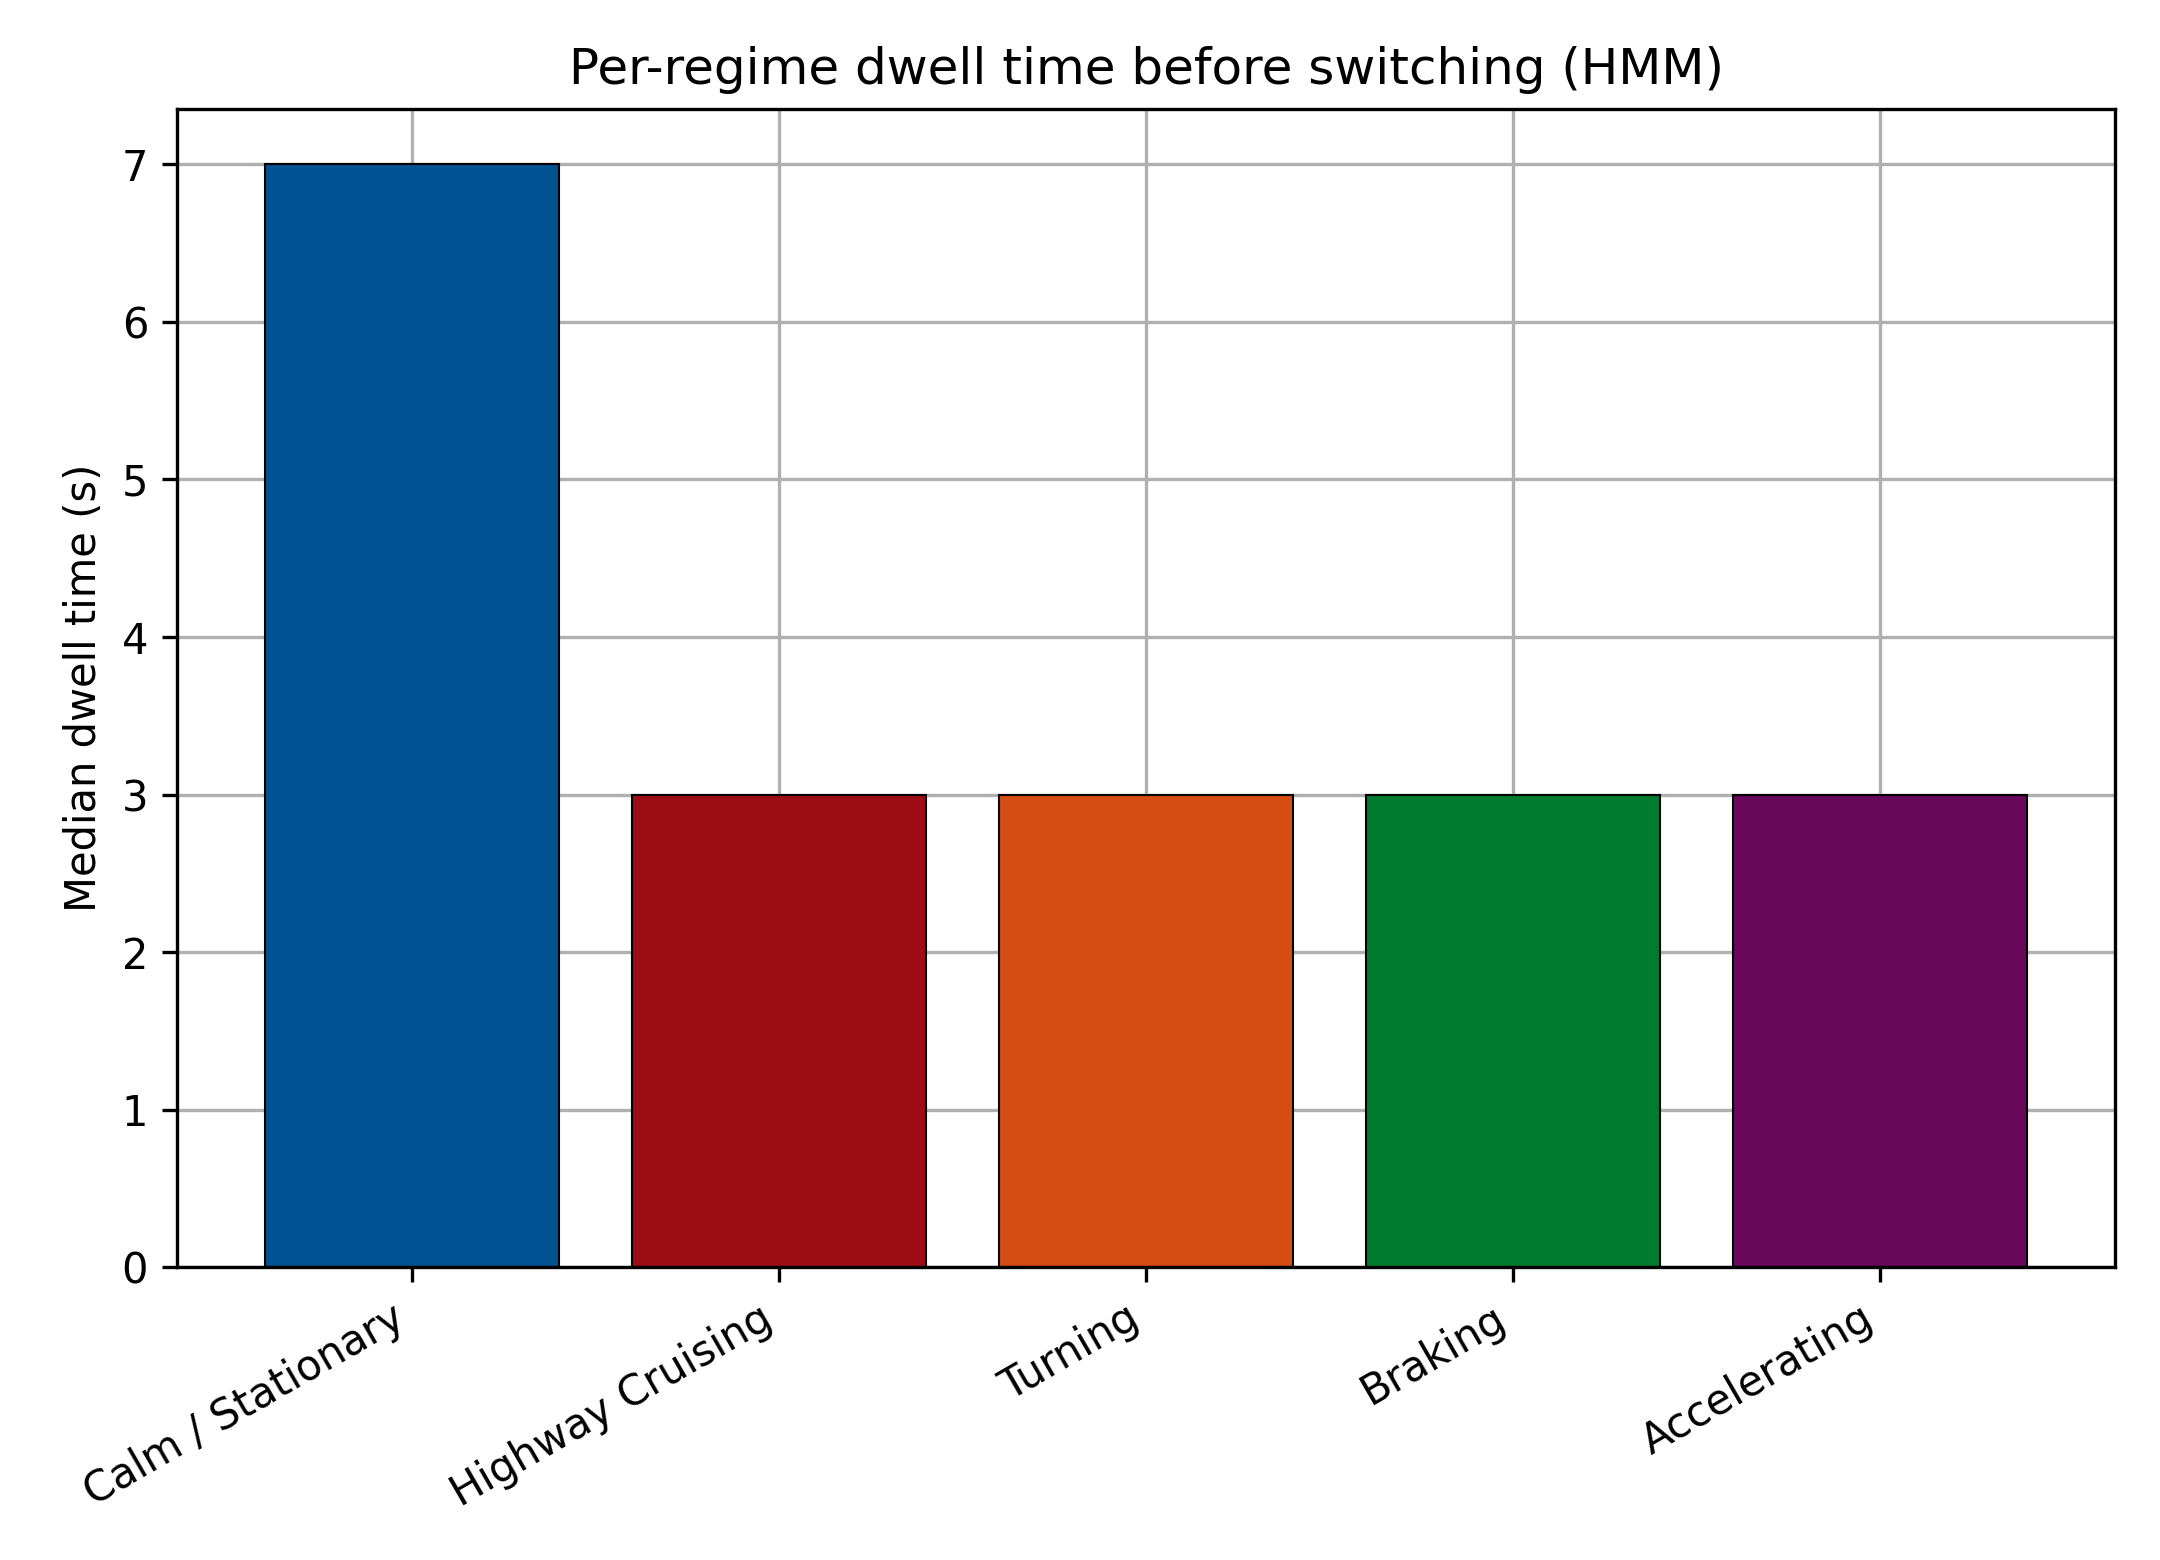 Per-regime dwell time before switching (HMM)
Median dwell time (s)
7
6
5
4
3
2
1
0
Calm / Stationary
Highway Cruising
Turning
Braking
Accelerating